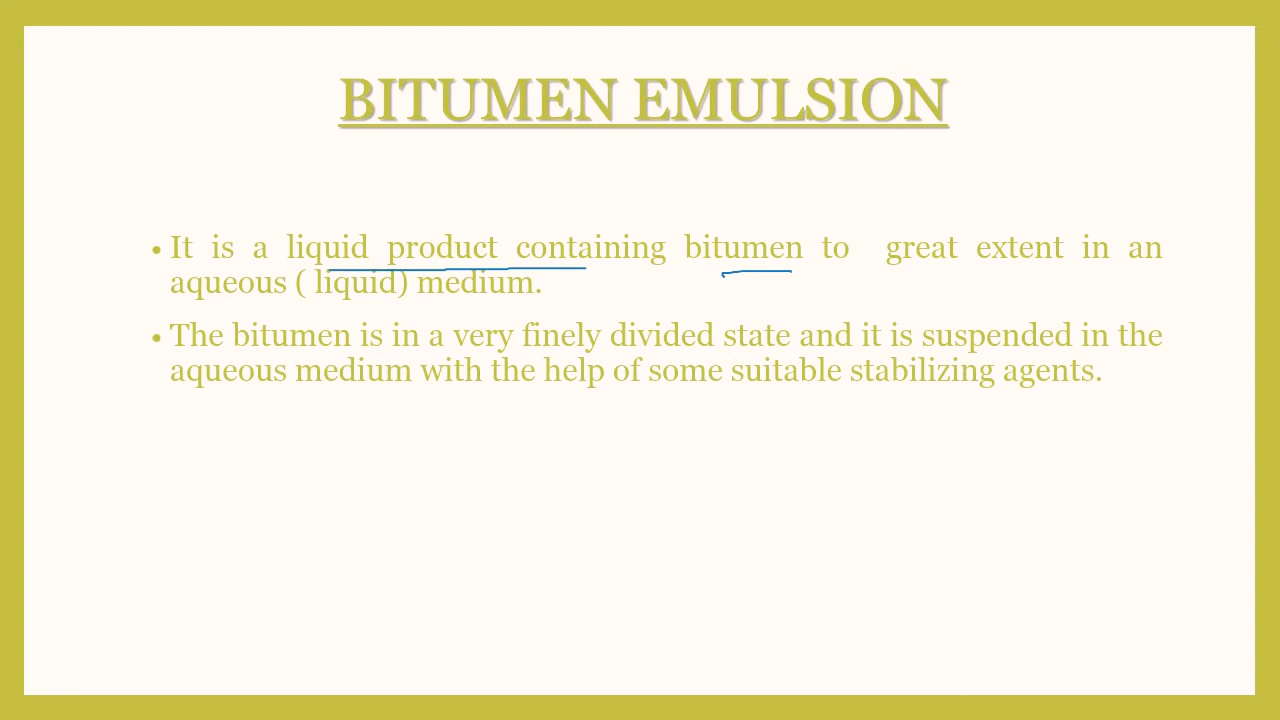 BITUMEN EMULSION
• It is a liquid product containing bitumen to great extent in an
aqueous ( liquid) medium.
• The bitumen is in a very finely divided state and it is suspended in the
aqueous medium with the help of some suitable stabilizing agents.